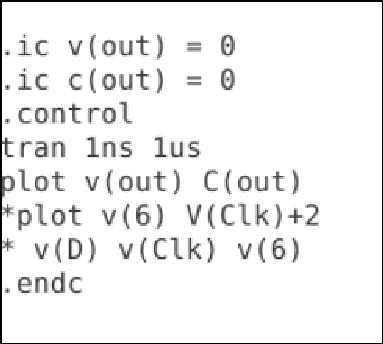 .ic v(out) = 0
.ic c(out) = 0
.control
tran 1ns 1us
plot v(out) C(out)
*plot v(6) V(Clk)+2
* v(D) v(Clk) v(6)
.endc